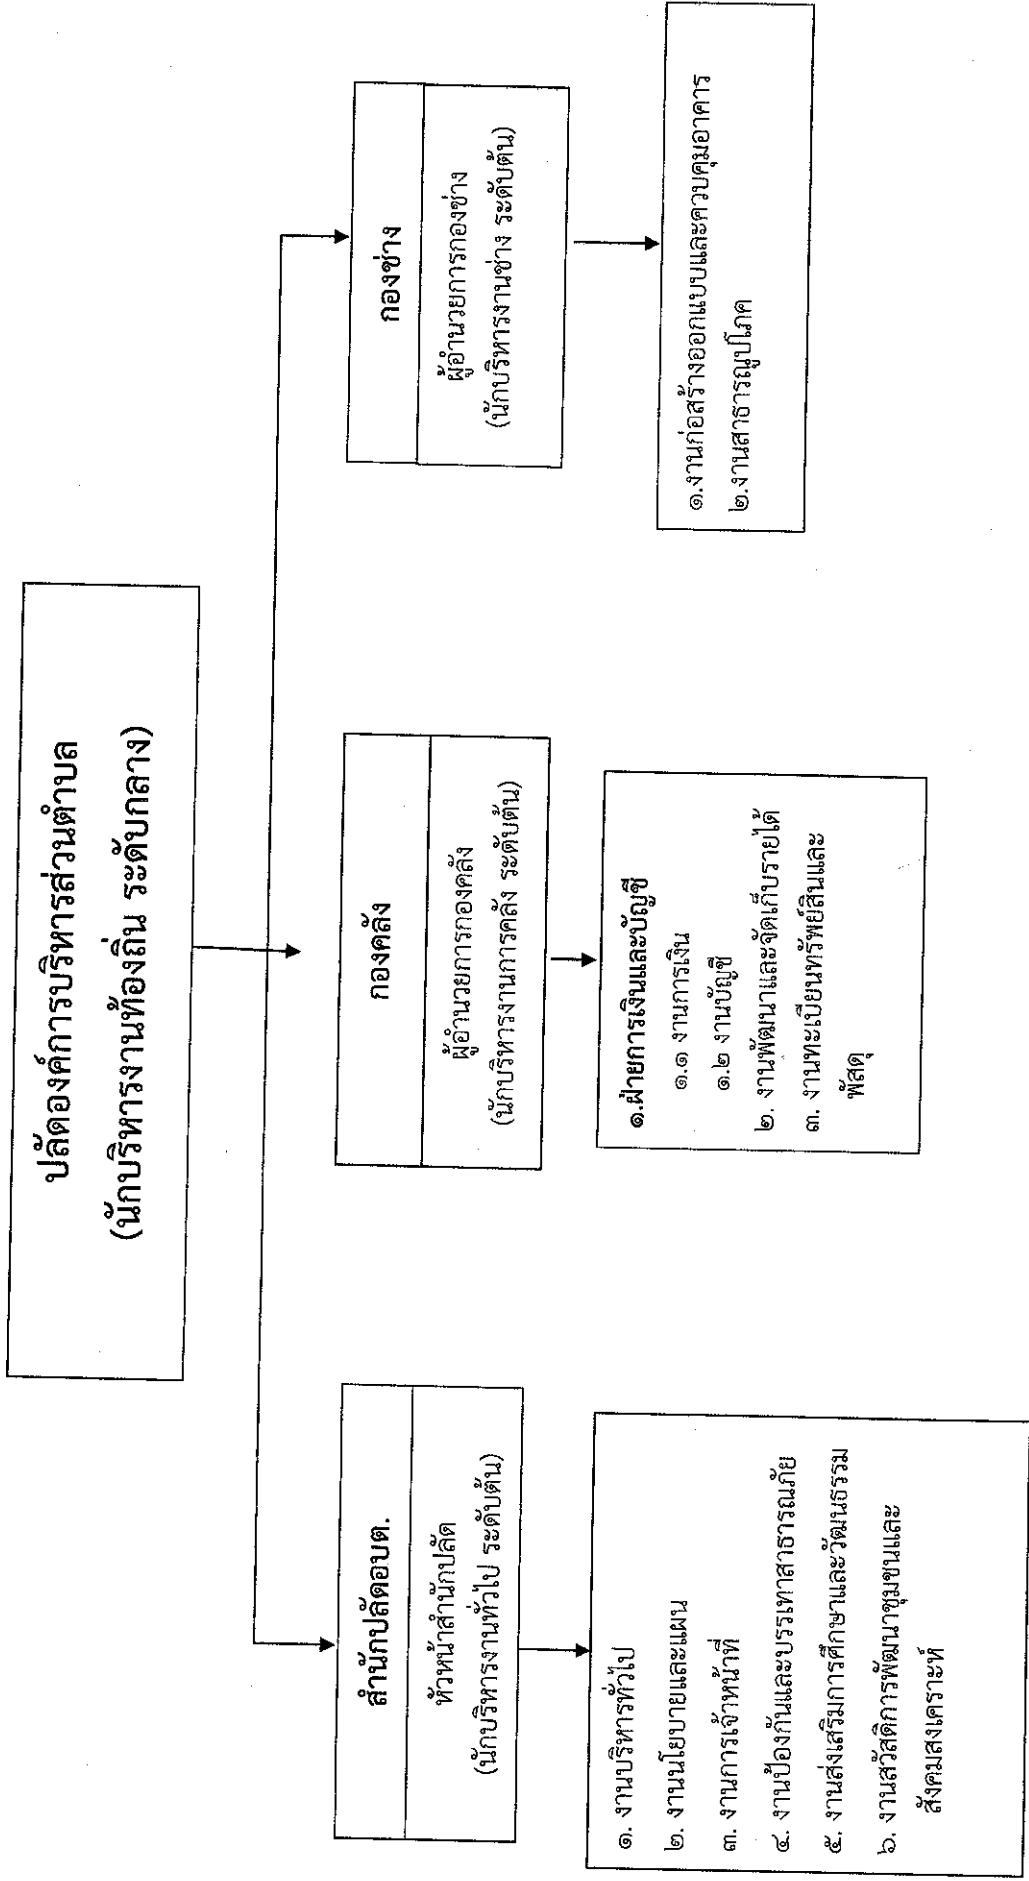 ปลัดองค์การบริหารส่วนตำบล
(นักบริหารงานท้องถิ่น ระดับกลาง)
สำนักปลัดอบต.
หัวหน้าสำนักปลัด
(นักบริหารงานทั่วไป ระดับต้น)
๑. งานบริหารทั่วไป
๒. งานนโยบายและแผน
๓. งานการเจ้าหน้าที่
๔. งานป้องกันและบรรเทาสาธารณภัย
๕. งานส่งเสริมการศึกษาและวัฒนธรรม
๖. งานสวัสดิการพัฒนาชุมชนและ
สังคมสงเคราะห์
กองคลัง
ผู้อำนวยการกองคลัง
(นักบริหารงานการคลัง ระดับต้น)
๑.ฝ่ายการเงินและบัญชี
๑.๑ งานการเงิน
๑.๒ งานบัญชี
๒. งานพัฒนาและจัดเก็บรายได้
๓. งานทะเบียนทรัพย์สินและ
พัสดุ
กองช่าง
ผู้อำนวยการกองช่าง
(นักบริหารงานช่าง ระดับต้น)
๑.งานก่อสร้างออกแบบและควบคุมอาคาร
๒.งานสาธารณูปโภค